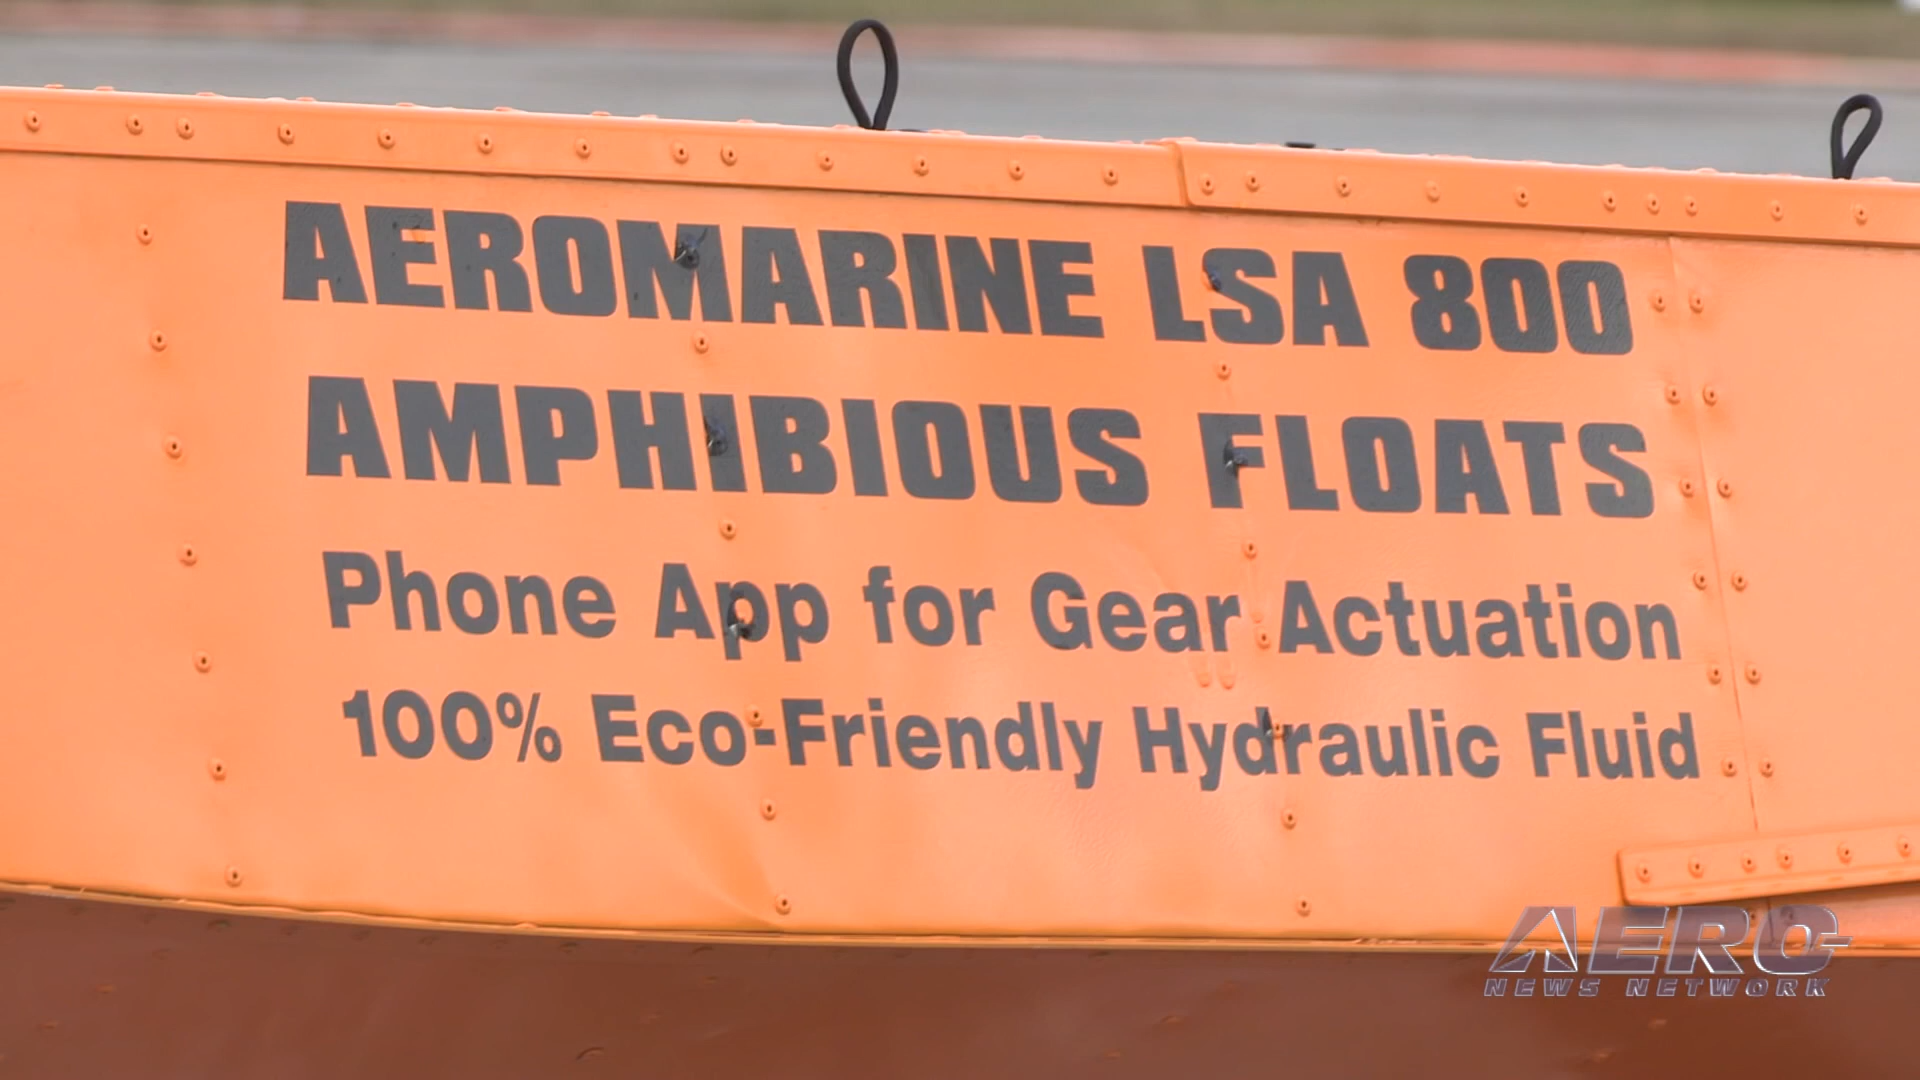 AEROMARINE LSA 800
AMPHIBIOUS FLOATS
Phone App for Gear Actuation
100% Eco-Friendly Hydraulic Fluid
AERO-
NEWS NETWORK